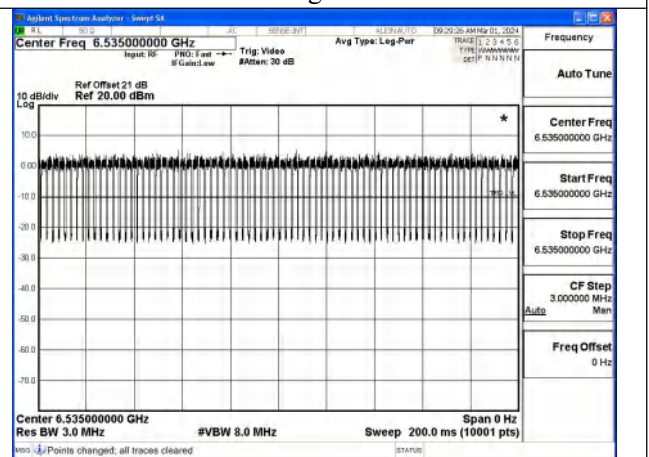 Agilent Spectrum Analyzer - Swept SA
RL 50 Ω AC SENSE:INT ALIGNAUTO 09:29:26 AM Mar 01, 2024
Center Freq 6.535000000 GHz
Input: RF PNO: Fast Trig: Video Avg Type: Log-Pwr TRACE 1 2 3 4 5 6
IFGain:Low #Atten: 30 dB TYPE
DET P N N N N N
Ref Offset 21 dB
10 dB/div Ref 20.00 dBm
Log
*
10.0
0.00
-10.0
-20.0
-30.0
-40.0
-50.0
-60.0
-70.0
Center 6.535000000 GHz Span 0 Hz
Res BW 3.0 MHz #VBW 8.0 MHz Sweep 200.0 ms (10001 pts)
MSG Points changed; all traces cleared STATUS
Frequency
Auto Tune
Center Freq
6.535000000 GHz
Start Freq
6.535000000 GHz
Stop Freq
6.535000000 GHz
CF Step
3.000000 MHz
Auto Man
Freq Offset
0 Hz